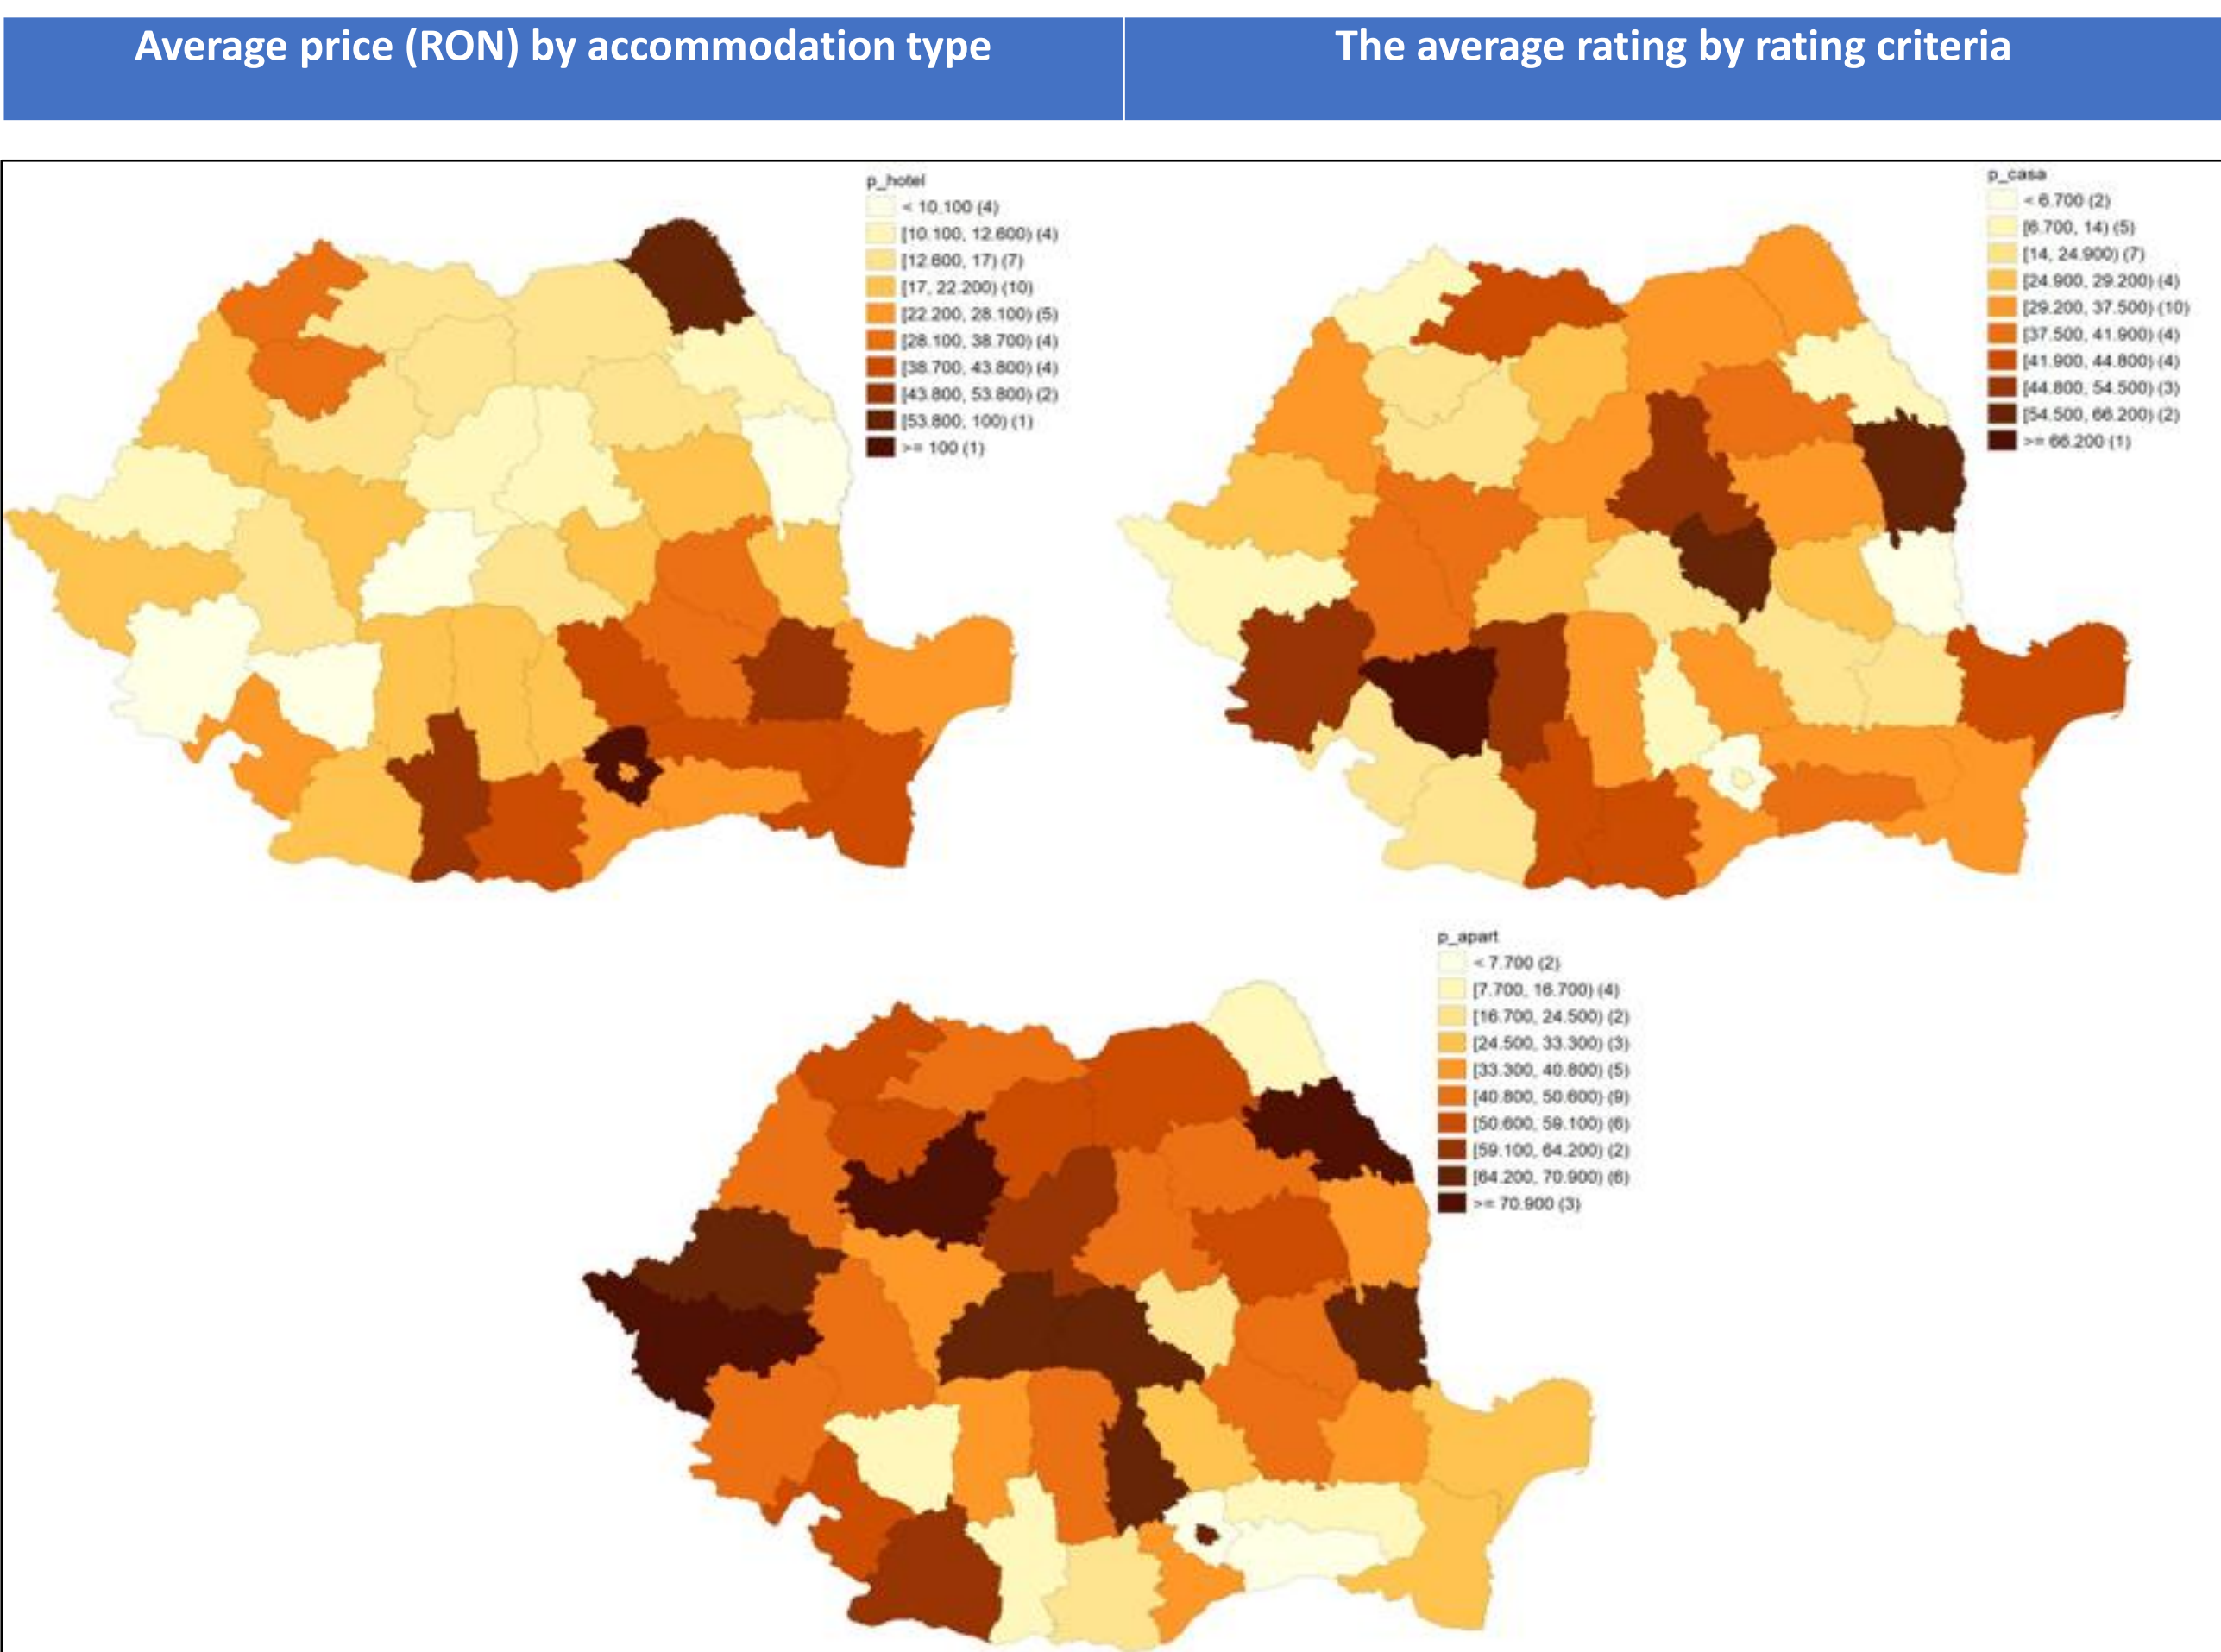 Average price (RON) by accommodation type
The average rating by rating criteria
p_hotel
< 10.100 (4)
[10.100, 12.600) (4)
[12.600, 17) (7)
[17, 22.200) (10)
[22.200, 28.100) (5)
[28.100, 38.700) (4)
[38.700, 43.800) (4)
[43.800, 53.800) (2)
[53.800, 100) (1)
>= 100 (1)
p_casa
< 6.700 (2)
[6.700, 14) (5)
[14, 24.900) (7)
[24.900, 29.200) (4)
[29.200, 37.500) (10)
[37.500, 41.900) (4)
[41.900, 44.800) (4)
[44.800, 54.500) (3)
[54.500, 66.200) (2)
>= 66.200 (1)
p_apart
< 7.700 (2)
[7.700, 16.700) (4)
[16.700, 24.500) (2)
[24.500, 33.300) (3)
[33.300, 40.800) (5)
[40.800, 50.600) (9)
[50.600, 59.100) (6)
[59.100, 64.200) (2)
[64.200, 70.900) (6)
>= 70.900 (3)